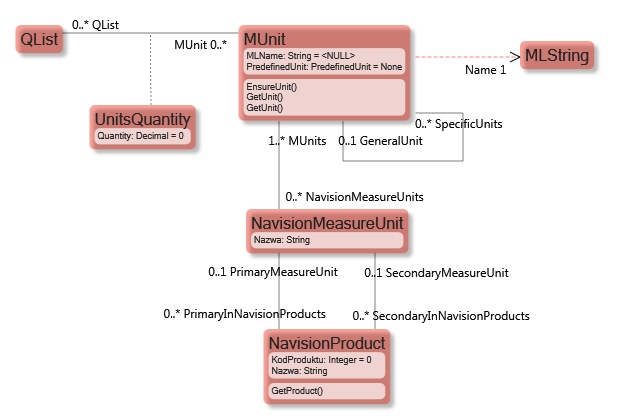 0..* QList
QList
MUnit 0..*
MUnit
MLName: String = <NULL>
PredefinedUnit: PredefinedUnit = None
EnsureUnit()
GetUnit()
GetUnit()
Name 1
MLString
UnitsQuantity
Quantity: Decimal = 0
0..* SpecificUnits
1..* MUnits
0..1 GeneralUnit
0..* NavisionMeasureUnits
NavisionMeasureUnit
Nazwa: String
0..1 PrimaryMeasureUnit
0..1 SecondaryMeasureUnit
0..* PrimaryInNavisionProducts
0..* SecondaryInNavisionProducts
NavisionProduct
KodProduktu: Integer = 0
Nazwa: String
GetProduct()